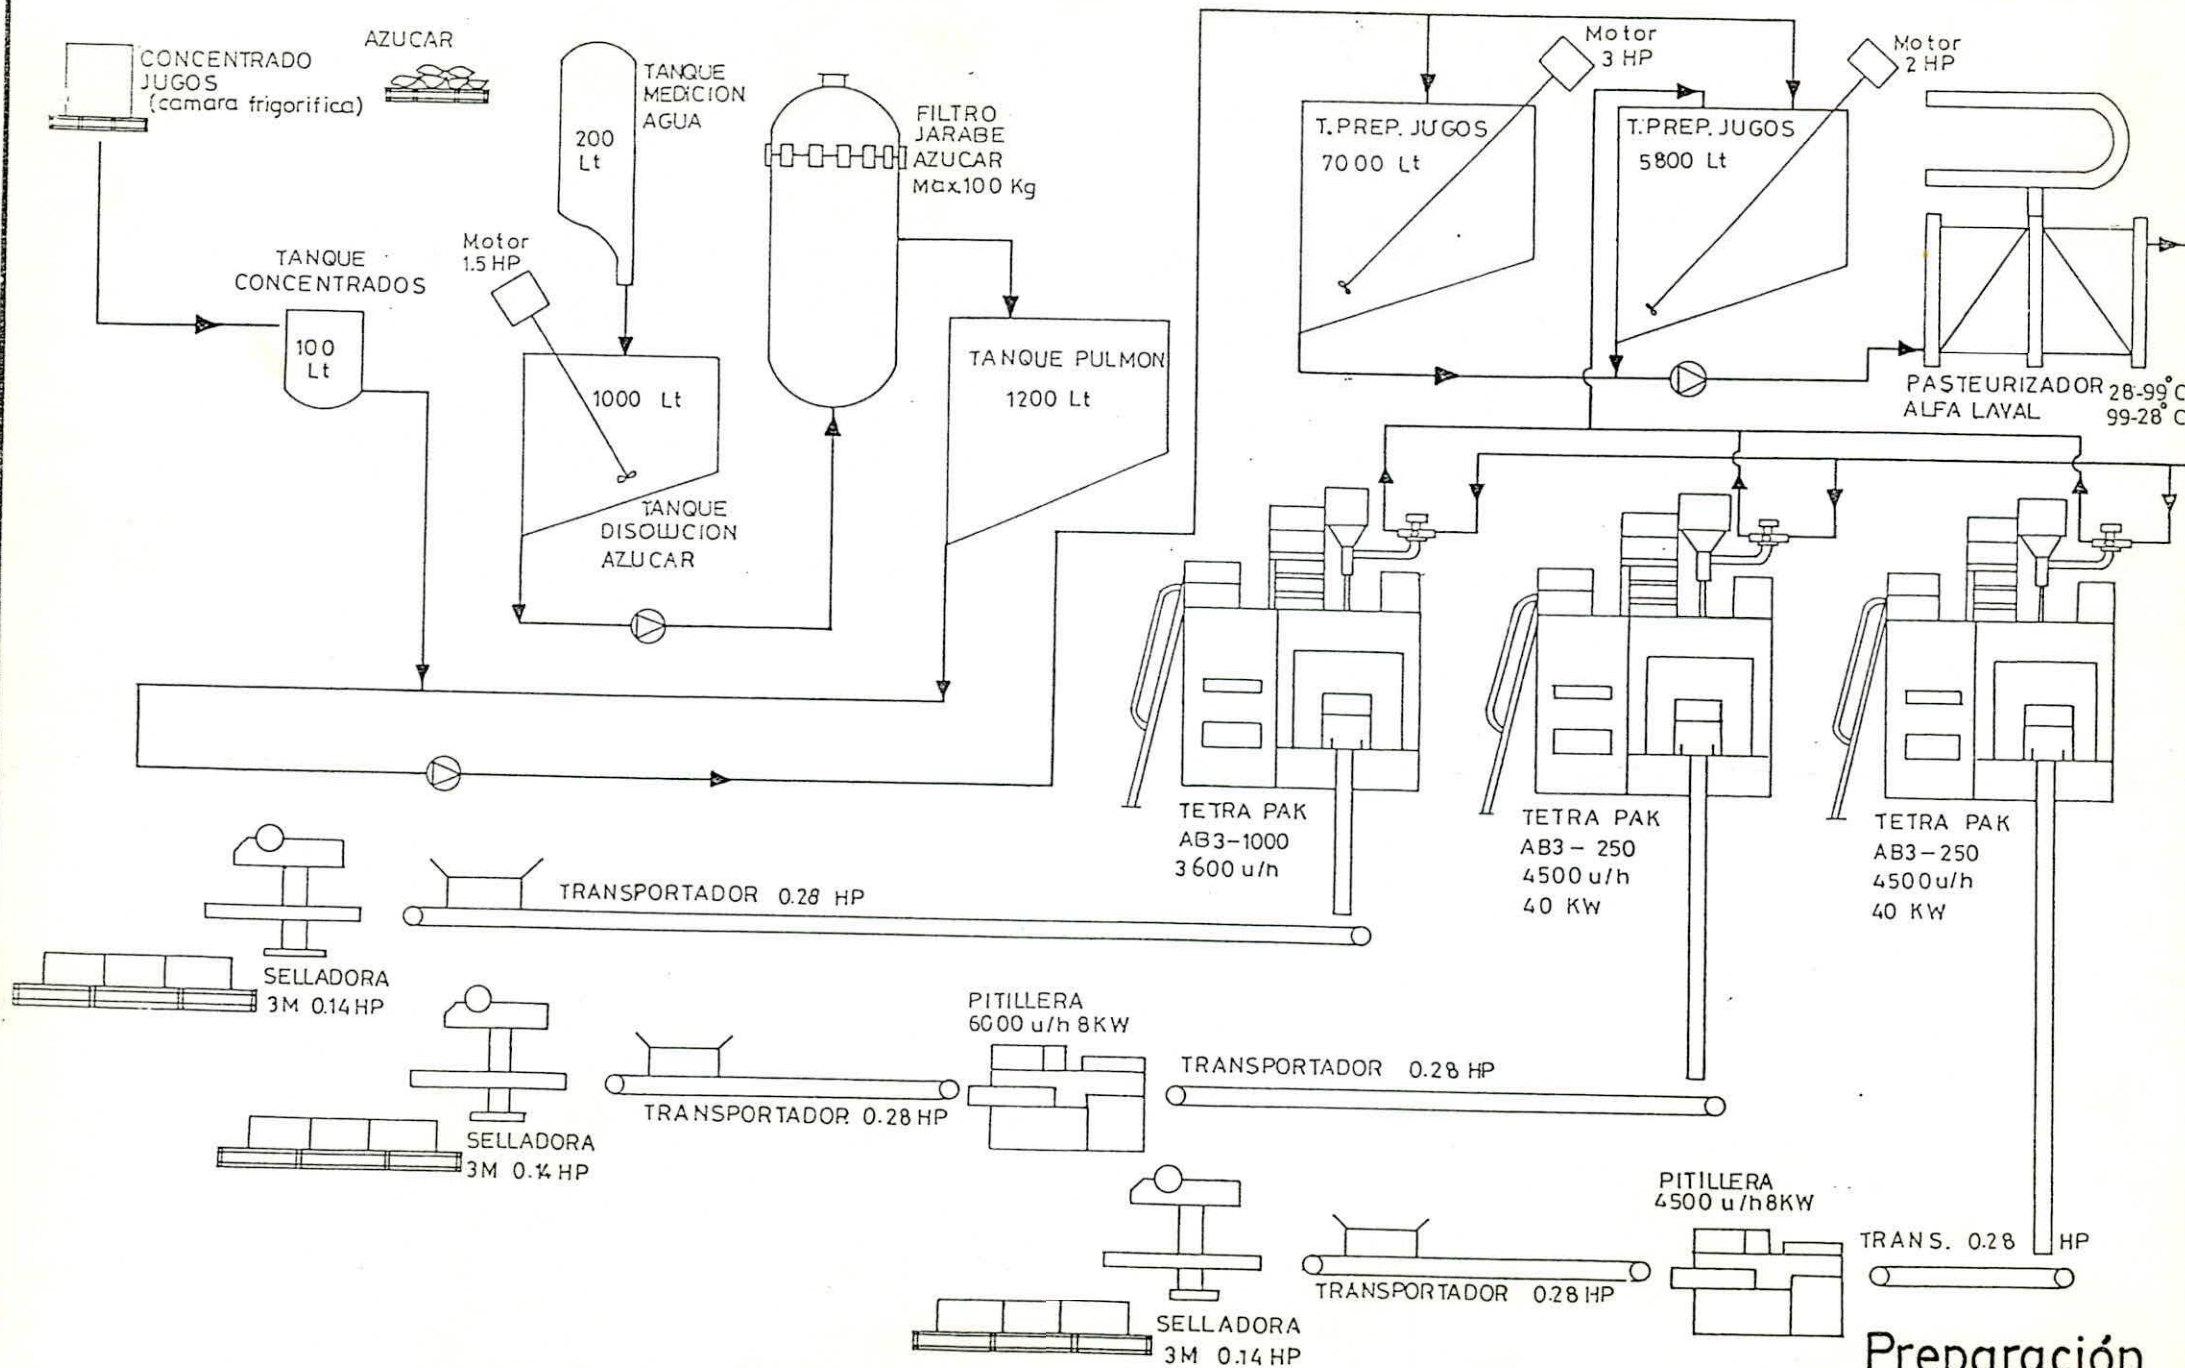 CONCENTRADO
JUGOS
(camara frigorifica)
AZUCAR
200
Lt
TANQUE
MEDICION
AGUA
FILTRO
JARABE
AZUCAR
Max.100 Kg
Motor
3 HP
Motor
2 HP
T.PREP. JUGOS
7000 Lt
T.PREP. JUGOS
5800 Lt
TANQUE
CONCENTRADOS
100
Lt
Motor
1.5 HP
1000 Lt
TANQUE
DISOLUCION
AZUCAR
TANQUE PULMON
1200 Lt
PASTEURIZADOR 28-99°C
ALFA LAVAL 99-28°C
TETRA PAK
AB3-1000
3600 u/h
TETRA PAK
AB3-250
4500 u/h
40 KW
TETRA PAK
AB3-250
4500u/h
40 KW
TRANSPORTADOR 0.28 HP
SELLADORA
3M 0.14HP
PITILLERA
6000 u/h 8KW
TRANSPORTADOR 0.28 HP
TRANSPORTADOR 0.28 HP
SELLADORA
3M 0.14 HP
PITILLERA
4500 u/h8KW
TRANS. 0.28 HP
TRANSPORTADOR 0.28 HP
SELLADORA
3M 0.14 HP
Preparación